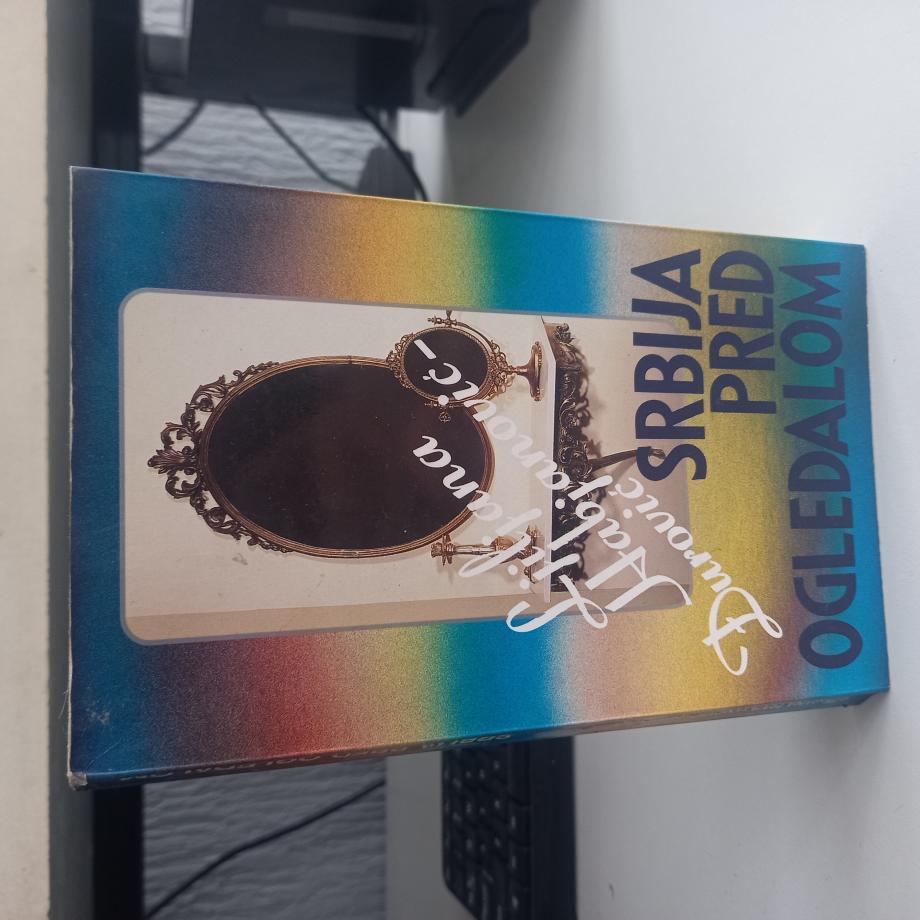 Ljiljana
Habjanović-
Đurović
SRBIJA
PRED
OGLEDALOM